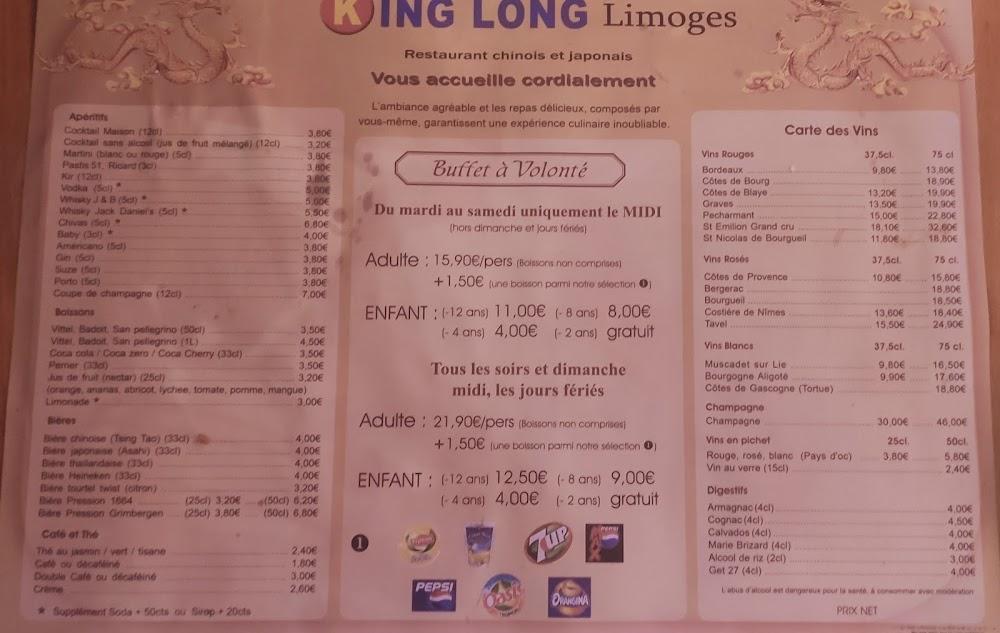 KING LONG Limoges
Restaurant chinois et japonais
Vous accueille cordialement
L'ambiance agréable et les repas délicieux, composés par
vous-même, garantissent une expérience culinaire inoubliable.
Apéritifs
Cocktail Maison (12cl) 3,80€
Cocktail sans alcool (jus de fruit mélangé) (12cl) 3,20€
Martini (blanc ou rouge) (5cl) 3,80€
Pastis 51, Ricard (3cl) 3,80€
Kir (12cl) 3,80€
Vodka (5cl) * 5,00€
Whisky J & B (5cl) * 5,00€
Whisky Jack Daniel's (5cl) * 5,50€
Chivas (5cl) * 6,80€
Baby (3cl) * 4,00€
Américano (5cl) 3,80€
Gin (5cl) 3,80€
Suze (5cl) 3,80€
Porto (5cl) 3,80€
Coupe de champagne (12cl) 7,00€
Boissons
Vittel, Badoit, San pellegrino (50cl) 3,50€
Vittel, Badoit, San pellegrino (1L) 4,50€
Coca cola / Coca zero / Coca Cherry (33cl) 3,50€
Perrier (33cl) 3,50€
Jus de fruit (nectar) (25cl) 3,20€
(orange, ananas, abricot, lychee, tomate, pomme, mangue)
Limonade * 3,00€
Bières
Bière chinoise (Tsing Tao) (33cl) 4,00€
Bière japonaise (Asahi) (33cl) 4,00€
Bière thaïlandaise (33cl) 4,00€
Bière Heineken (33cl) 4,00€
Bière tourtel twist (citron) 3,20€
Bière Pression 1664 (25cl) 3,20€ (50cl) 6,20€
Bière Pression Grimbergen (25cl) 3,80€ (50cl) 6,80€
Café et Thé
Thé au jasmin / vert / tisane 2,40€
Café ou décaféiné 1,80€
Double Café ou décaféiné 3,00€
Crème 2,60€
* Supplément Soda + 50cts ou Sirop + 20cts
Buffet à Volonté
Du mardi au samedi uniquement le MIDI
(hors dimanche et jours fériés)
Adulte : 15,90€/pers (Boissons non comprises)
+1,50€ (une boisson parmi notre sélection ❶)
ENFANT : (-12 ans) 11,00€ (- 8 ans) 8,00€
(- 4 ans) 4,00€ (- 2 ans) gratuit
Tous les soirs et dimanche
midi, les jours fériés
Adulte : 21,90€/pers (Boissons non comprises)
+1,50€ (une boisson parmi notre sélection ❶)
ENFANT : (-12 ans) 12,50€ (- 8 ans) 9,00€
(- 4 ans) 4,00€ (- 2 ans) gratuit
❶ 7UP PEPSI
PEPSI Oasis ORANGINA
Carte des Vins
Vins Rouges 37,5cl. 75 cl
Bordeaux 9,80€ 13,80€
Côtes de Bourg 18,90€
Côtes de Blaye 13,20€ 19,90€
Graves 13,50€ 19,90€
Pecharmant 15,00€ 22,80€
St Emilion Grand cru 18,10€ 32,60€
St Nicolas de Bourgueil 11,80€ 18,80€
Vins Rosés 37,5cl. 75 cl.
Côtes de Provence 10,80€ 15,80€
Bergerac 18,80€
Bourgueil 18,50€
Costière de Nîmes 13,60€ 18,40€
Tavel 15,50€ 24,90€
Vins Blancs 37,5cl. 75 cl.
Muscadet sur Lie 9,80€ 16,50€
Bourgogne Aligoté 9,90€ 17,60€
Côtes de Gascogne (Tortue) 18,80€
Champagne
Champagne 30,00€ 46,00€
Vins en pichet 25cl. 50cl.
Rouge, rosé, blanc (Pays d'oc) 3,80€ 5,80€
Vin au verre (15cl) 2,40€
Digestifs
Armagnac (4cl) 4,00€
Cognac (4cl) 4,50€
Calvados (4cl) 4,00€
Marie Brizard (4cl) 4,00€
Alcool de riz (2cl) 3,00€
Get 27 (4cl) 4,00€
L'abus d'alcool est dangereux pour la santé, à consommer avec modération
PRIX NET